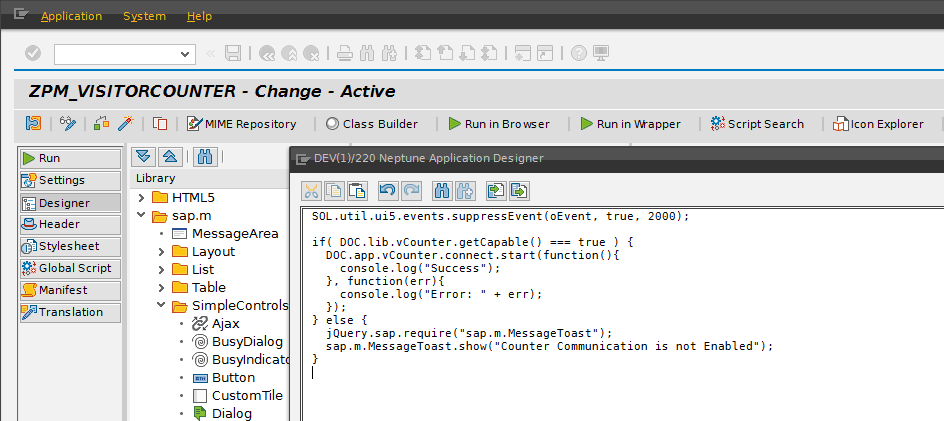 Application System Help
ZPM_VISITORCOUNTER - Change - Active
MIME Repository Class Builder Run in Browser Run in Wrapper Script Search Icon Explorer
Run
Settings
Designer
Header
Stylesheet
Global Script
Manifest
Translation
Library
HTML5
sap.m
MessageArea
Layout
List
Table
SimpleControls
Ajax
BusyDialog
BusyIndicato
Button
CustomTile
Dialog
DEV(1)/220 Neptune Application Designer
SOL.util.ui5.events.suppressEvent(oEvent, true, 2000);
if( DOC.lib.vCounter.getCapable() === true ) {
DOC.app.vCounter.connect.start(function(){
console.log("Success");
}, function(err){
console.log("Error: " + err);
});
} else {
jQuery.sap.require("sap.m.MessageToast");
sap.m.MessageToast.show("Counter Communication is not Enabled");
}